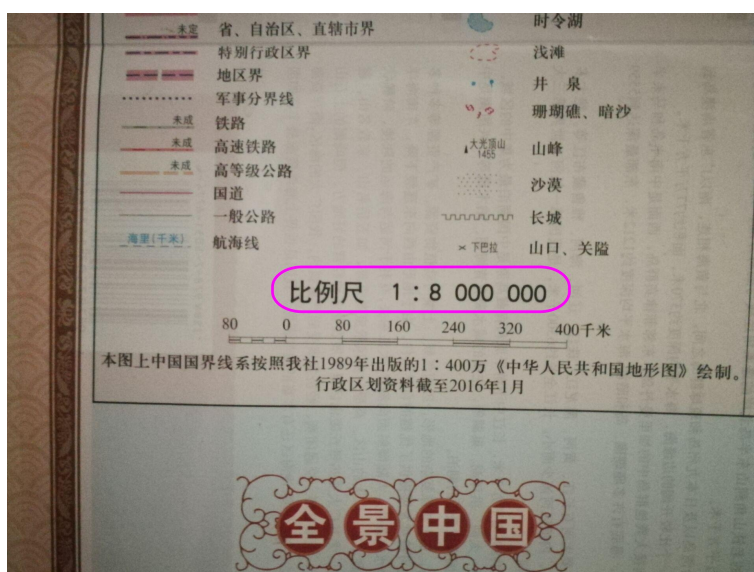 未定 省、自治区、直辖市界 时令湖
特别行政区界 浅滩
地区界 井 泉
军事分界线 珊瑚礁、暗沙
未成 铁路
未成 高速铁路 大光顶山 1455 山峰
未成 高等级公路
国道 沙漠
一般公路 长城
海里(千米) 航海线 下巴拉 山口、关隘
比例尺 1:8 000 000
80 0 80 160 240 320 400千米
本图上中国国界线系按照我社1989年出版的1:400万《中华人民共和国地形图》绘制。
行政区划资料截至2016年1月
全景中国